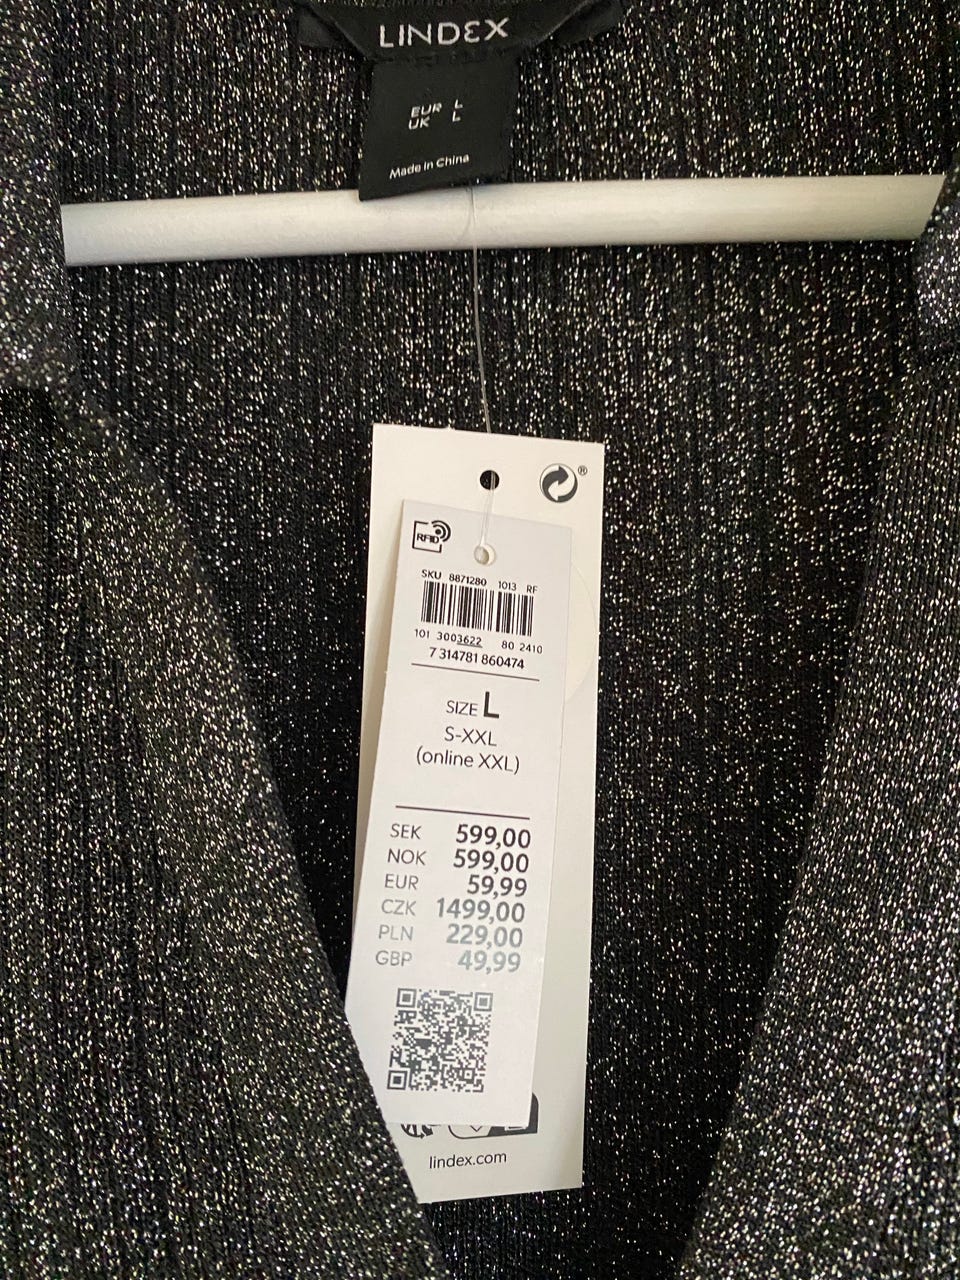 LINDEX
EUR L
UK L
Made in China
®
RFID
SKU 8871280 1013 RF
101 3003622 80 2410
7 314781 860474
SIZE L
S-XXL
(online XXL)
SEK 599,00
NOK 599,00
EUR 59,99
CZK 1499,00
PLN 229,00
GBP 49,99
lindex.com